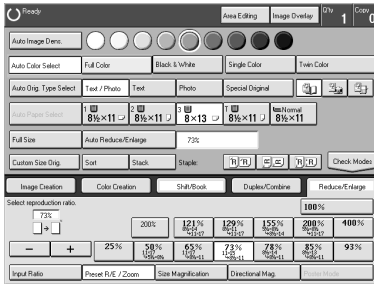 Ready
Area Editing Image Overlay Q'ty 1 Copy 0
Auto Image Dens.
Auto Color Select Full Color Black & White Single Color Twin Color
Auto Orig. Type Select Text / Photo Text Photo Special Original
Auto Paper Select 1 8½×11 2 8½×11 3 8×13 T 8½×11 Normal 8½×11
Full Size Auto Reduce/Enlarge 73%
Custom Size Orig. Sort Stack Staple: Check Modes
Image Creation Color Creation Shift/Book Duplex/Combine Reduce/Enlarge
Select reproduction ratio.
100%
73%
200% 121% 129% 155% 200% 400%
− + 25% 50% 65% 73% 78% 85% 93%
Input Ratio Preset R/E / Zoom Size Magnification Directional Mag. Poster Mode